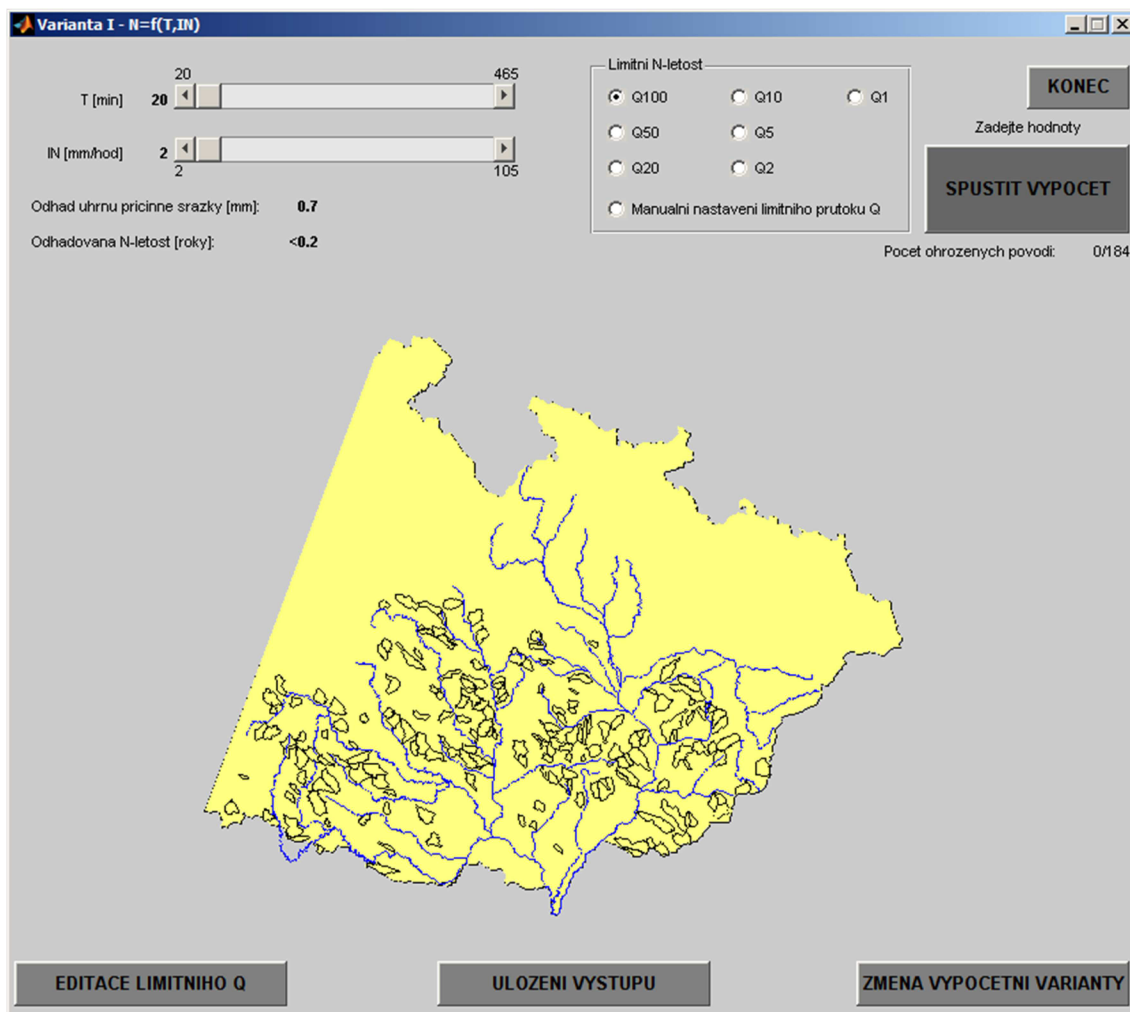 Varianta I - N=f(T,IN)
20 465
T [min] 20
IN [mm/hod] 2
2 105
Odhad uhrnu pricinne srazky [mm]: 0.7
Odhadovana N-letost [roky]: <0.2
Limitni N-letost
Q100 Q10 Q1
Q50 Q5
Q20 Q2
Manualni nastaveni limitniho prutoku Q
KONEC
Zadejte hodnoty
SPUSTIT VYPOCET
Pocet ohrozenych povodi: 0/184
EDITACE LIMITNIHO Q
ULOZENI VYSTUPU
ZMENA VYPOCETNI VARIANTY